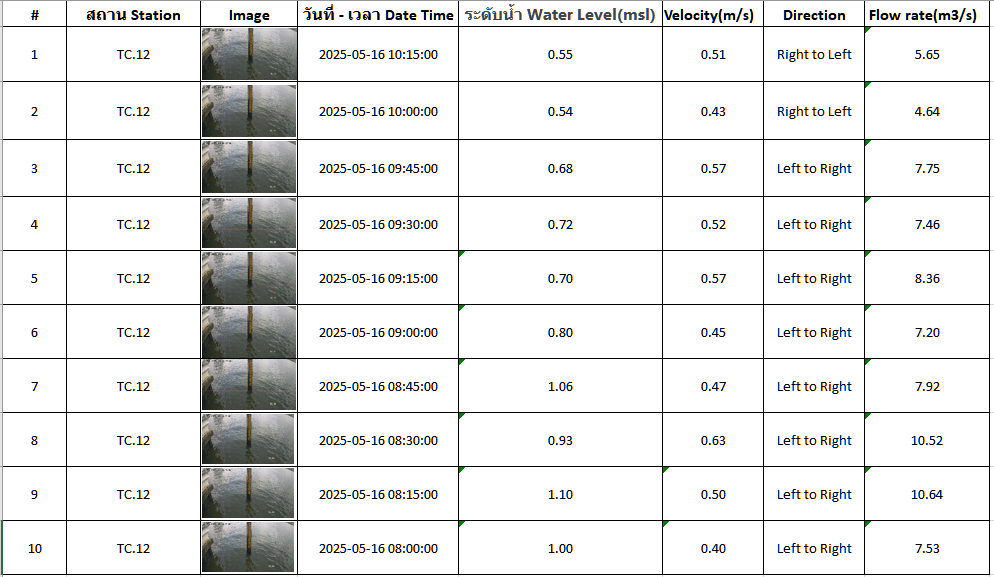 # สถานี Station Image วันที่ - เวลา Date Time ระดับน้ำ Water Level(msl) Velocity(m/s) Direction Flow rate(m3/s)
1 TC.12 2025-05-16 10:15:00 0.55 0.51 Right to Left 5.65
2 TC.12 2025-05-16 10:00:00 0.54 0.43 Right to Left 4.64
3 TC.12 2025-05-16 09:45:00 0.68 0.57 Left to Right 7.75
4 TC.12 2025-05-16 09:30:00 0.72 0.52 Left to Right 7.46
5 TC.12 2025-05-16 09:15:00 0.70 0.57 Left to Right 8.36
6 TC.12 2025-05-16 09:00:00 0.80 0.45 Left to Right 7.20
7 TC.12 2025-05-16 08:45:00 1.06 0.47 Left to Right 7.92
8 TC.12 2025-05-16 08:30:00 0.93 0.63 Left to Right 10.52
9 TC.12 2025-05-16 08:15:00 1.10 0.50 Left to Right 10.64
10 TC.12 2025-05-16 08:00:00 1.00 0.40 Left to Right 7.53